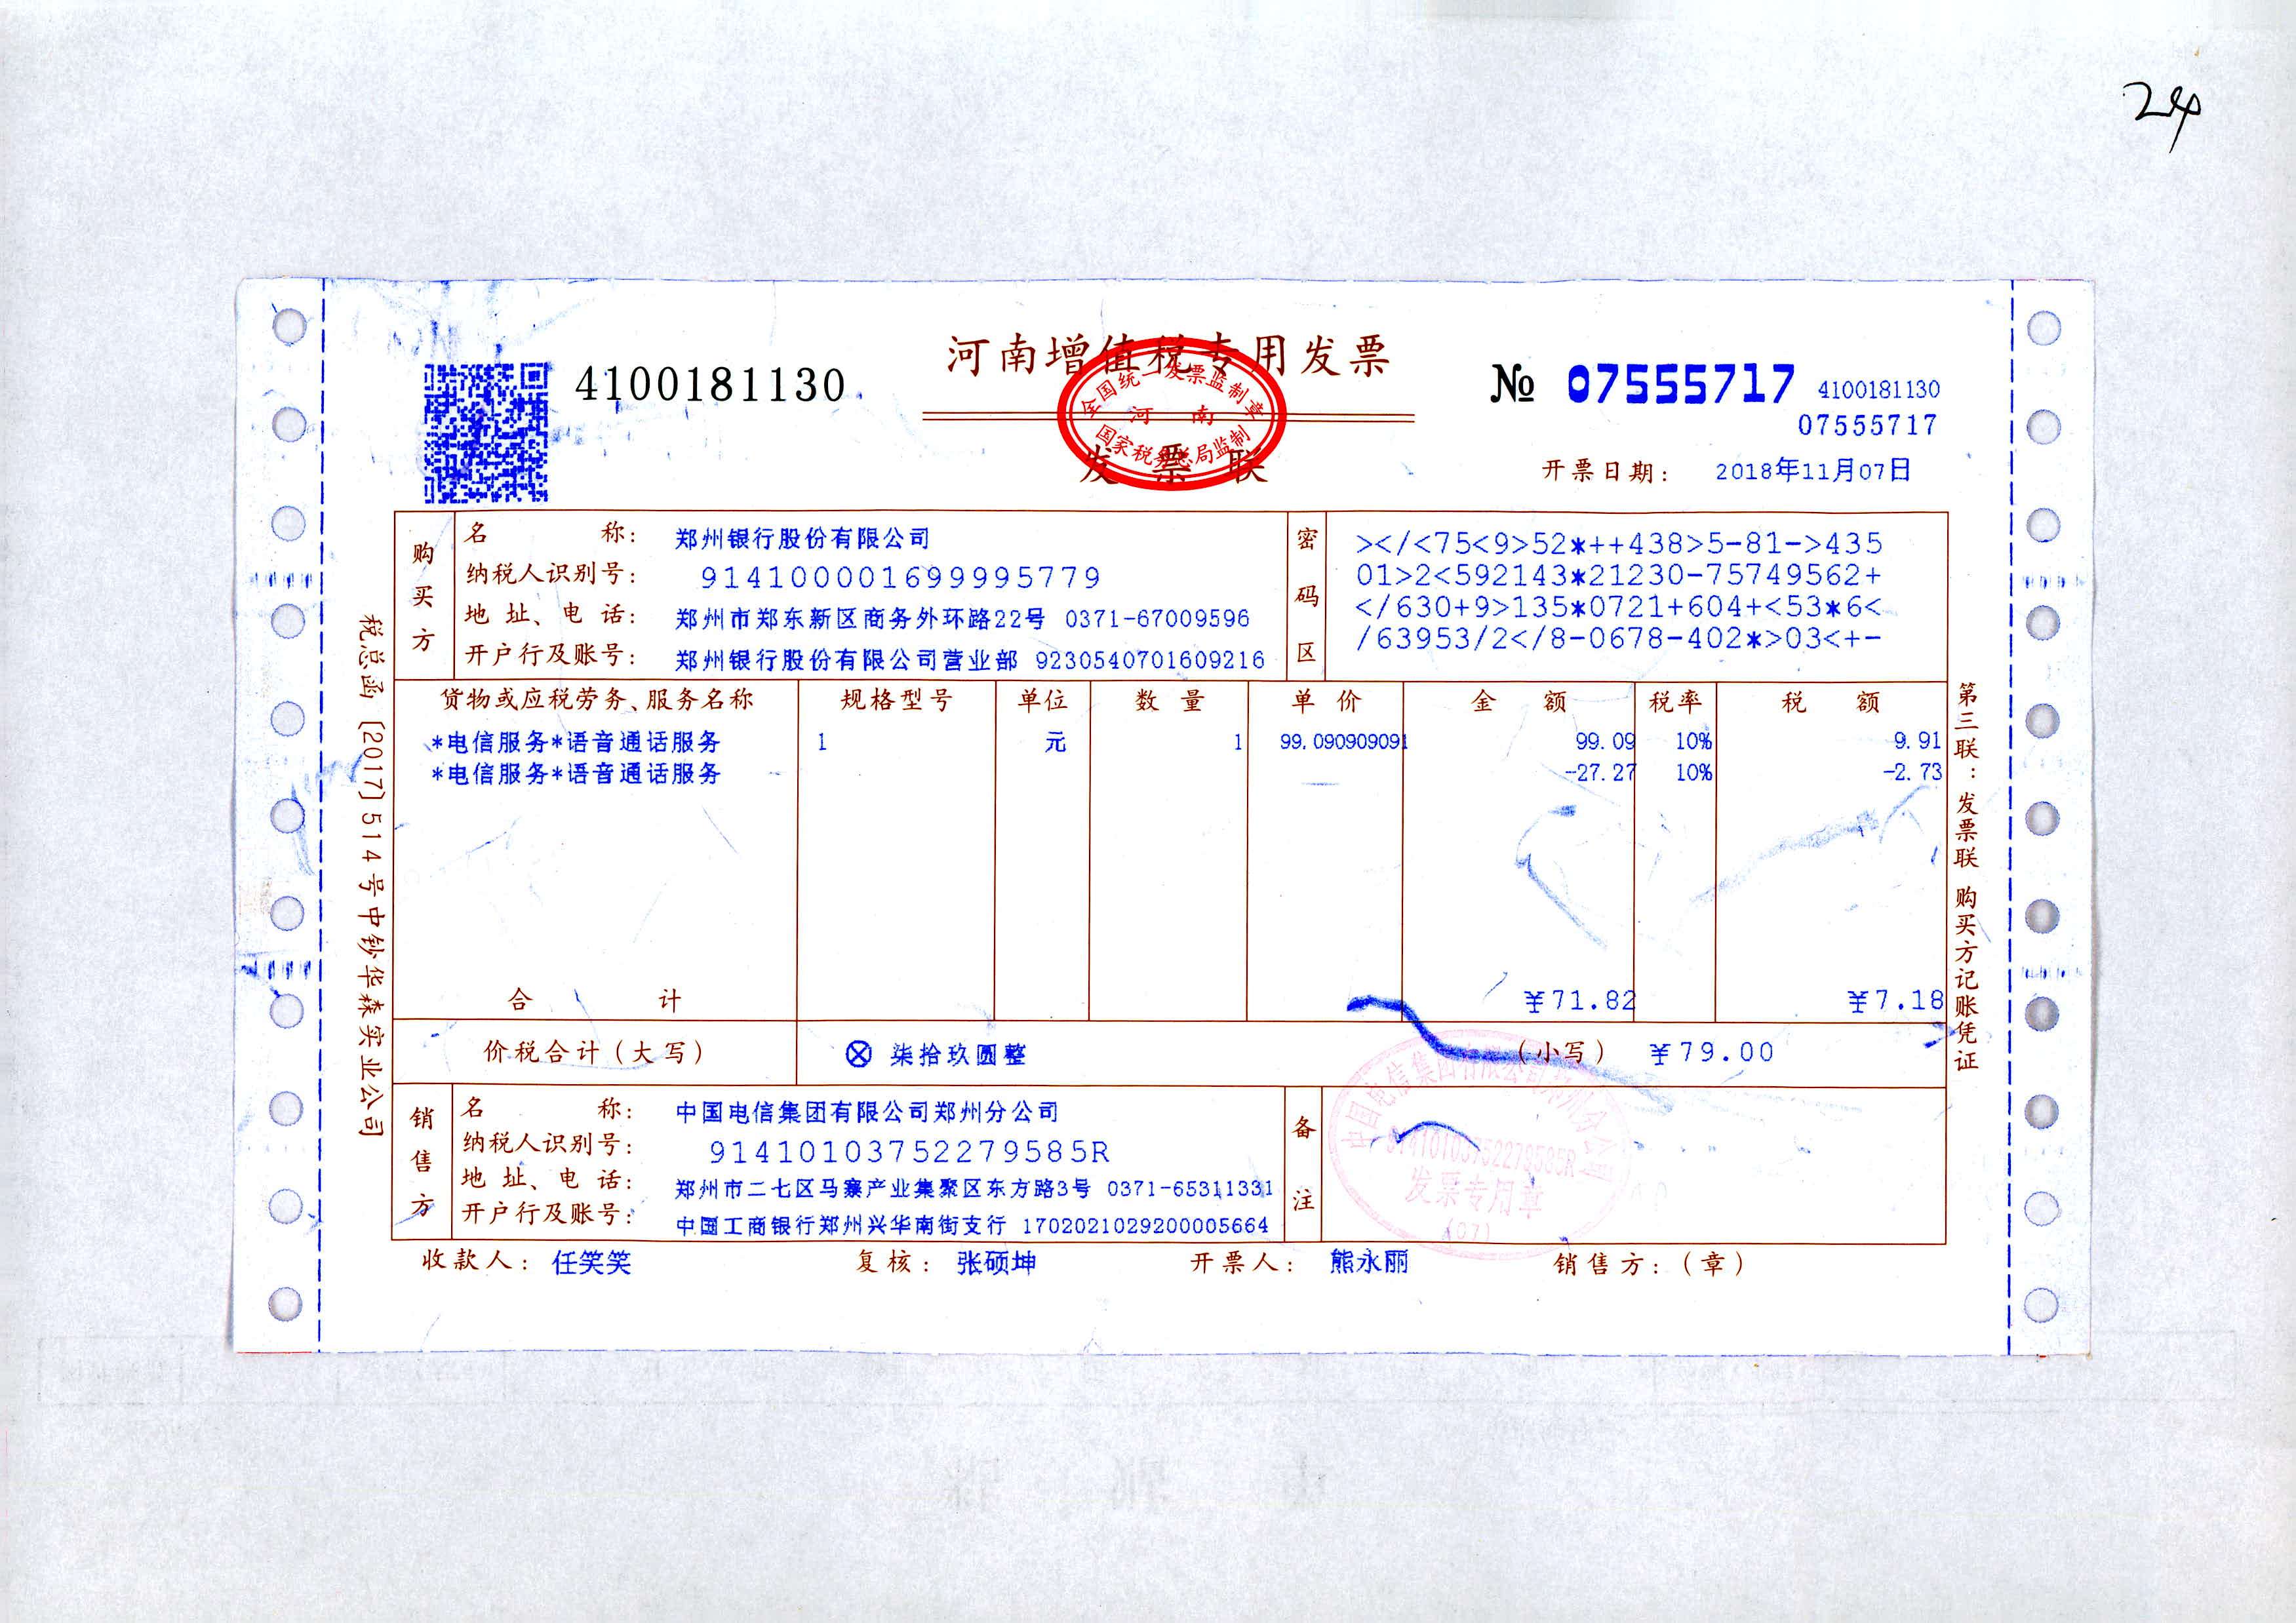 24
河南增值税专用发票
4100181130
全国统一发票监制章
河 南
国家税务总局监制
发票联
№ 07555717
4100181130
07555717
开票日期: 2018年11月07日
购买方
名 称: 郑州银行股份有限公司
纳税人识别号: 914100001699995779
地址、电话: 郑州市郑东新区商务外环路22号 0371-67009596
开户行及账号: 郑州银行股份有限公司营业部 9230540701609216
密码区
></<75<9>52*++438>5-81->435
01>2<592143*21230-75749562+
</630+9>135*0721+604+<53*6<
/63953/2</8-0678-402*>03<+-
货物或应税劳务、服务名称 规格型号 单位 数量 单价 金额 税率 税额
*电信服务*语音通话服务 1 元 1 99.090909091 99.09 10% 9.91
*电信服务*语音通话服务 -27.27 10% -2.73
合 计 ¥71.82 ¥7.18
价税合计(大写) ⊗ 柒拾玖圆整 (小写) ¥79.00
销售方
名 称: 中国电信集团有限公司郑州分公司
纳税人识别号: 91410103752279585R
地址、电话: 郑州市二七区马寨产业集聚区东方路3号 0371-65311331
开户行及账号: 中国工商银行郑州兴华南街支行 1702021029200005664
备注
中国电信集团有限公司郑州分公司
91410103752279585R
发票专用章
(07)
收款人: 任笑笑 复核: 张硕坤 开票人: 熊永丽 销售方:(章)
税总函〔2017〕514号中钞华森实业公司
第三联:发票联 购买方记账凭证